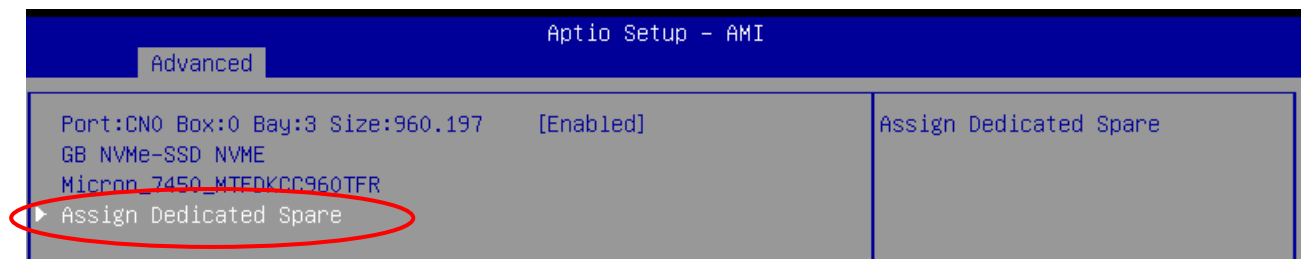 Aptio Setup – AMI
Advanced
Port:CN0 Box:0 Bay:3 Size:960.197 [Enabled]
GB NVMe-SSD NVME
Micron_7450_MTFDKCC960TFR
Assign Dedicated Spare
Assign Dedicated Spare